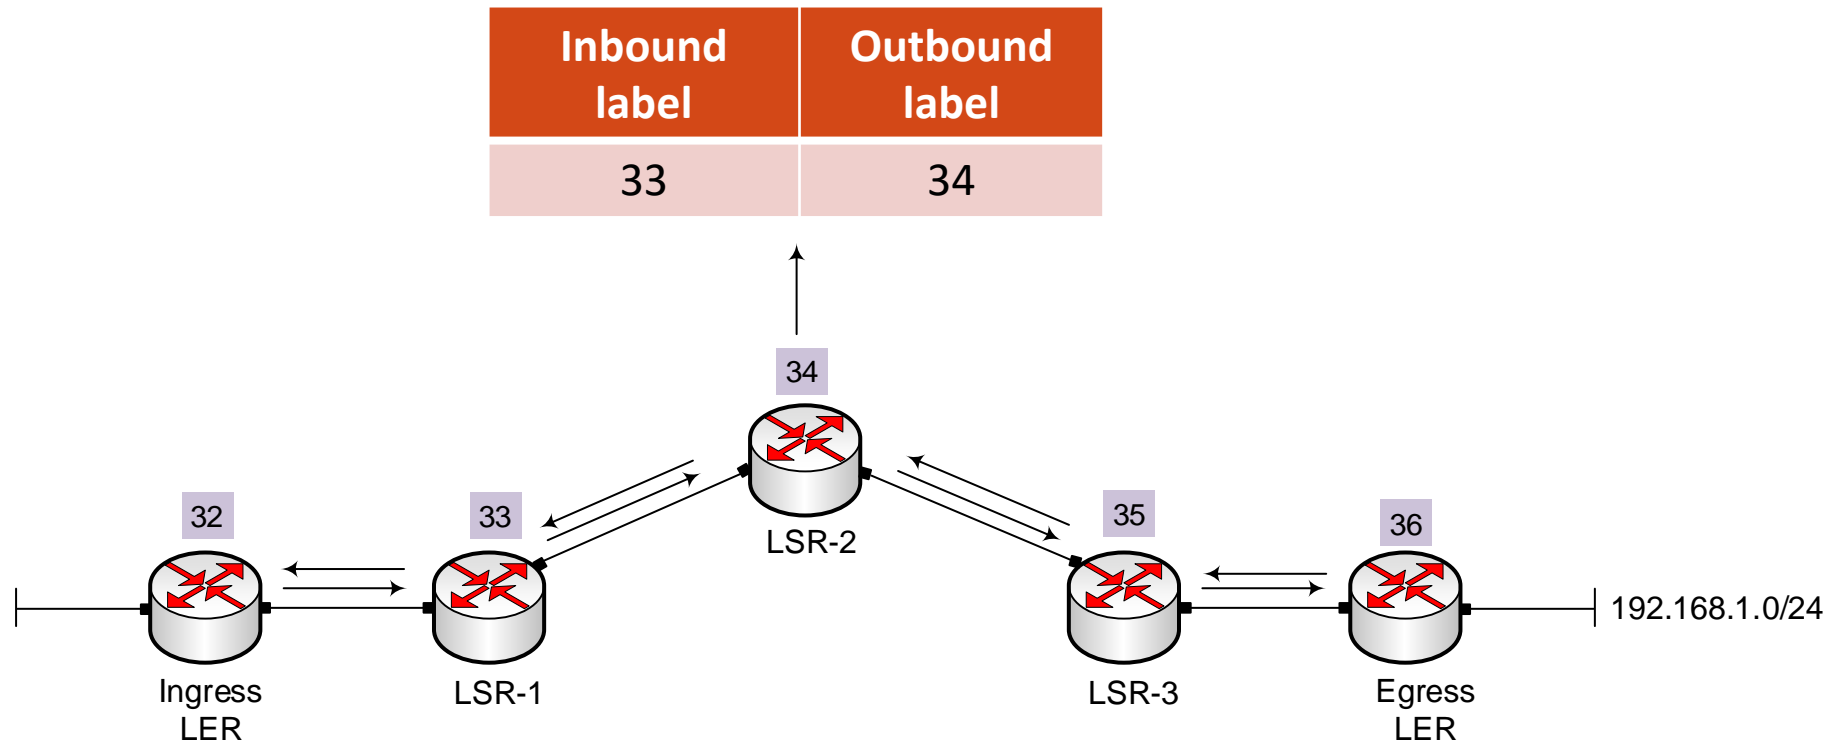 Inbound
label
Outbound
label
33
34
34
32
33
35
36
LSR-2
192.168.1.0/24
Ingress
LER
LSR-1
LSR-3
Egress
LER